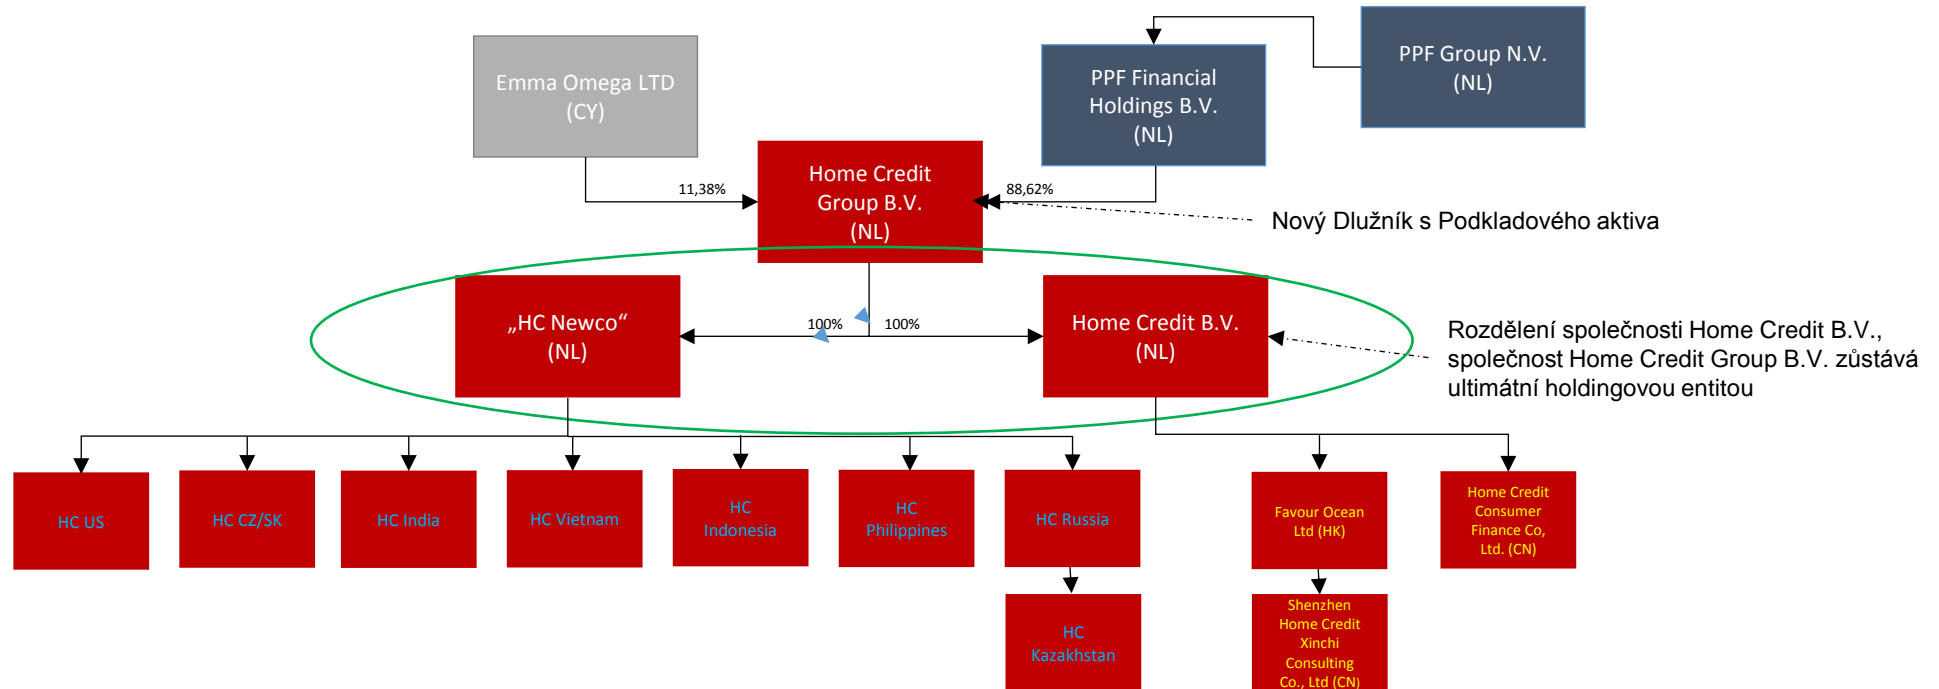 Emma Omega LTD
(CY)
PPF Financial
Holdings B.V.
(NL)
PPF Group N.V.
(NL)
11,38%
Home Credit
Group B.V.
(NL)
88,62%
Nový Dlužník s Podkladového aktiva
„HC Newco“
(NL)
100%
100%
Home Credit B.V.
(NL)
Rozdělení společnosti Home Credit B.V.,
společnost Home Credit Group B.V. zůstává
ultimátní holdingovou entitou
HC US
HC CZ/SK
HC India
HC Vietnam
HC
Indonesia
HC
Philippines
HC Russia
Favour Ocean
Ltd (HK)
Home Credit
Consumer
Finance Co,
Ltd. (CN)
HC
Kazakhstan
Shenzhen
Home Credit
Xinchi
Consulting
Co., Ltd (CN)